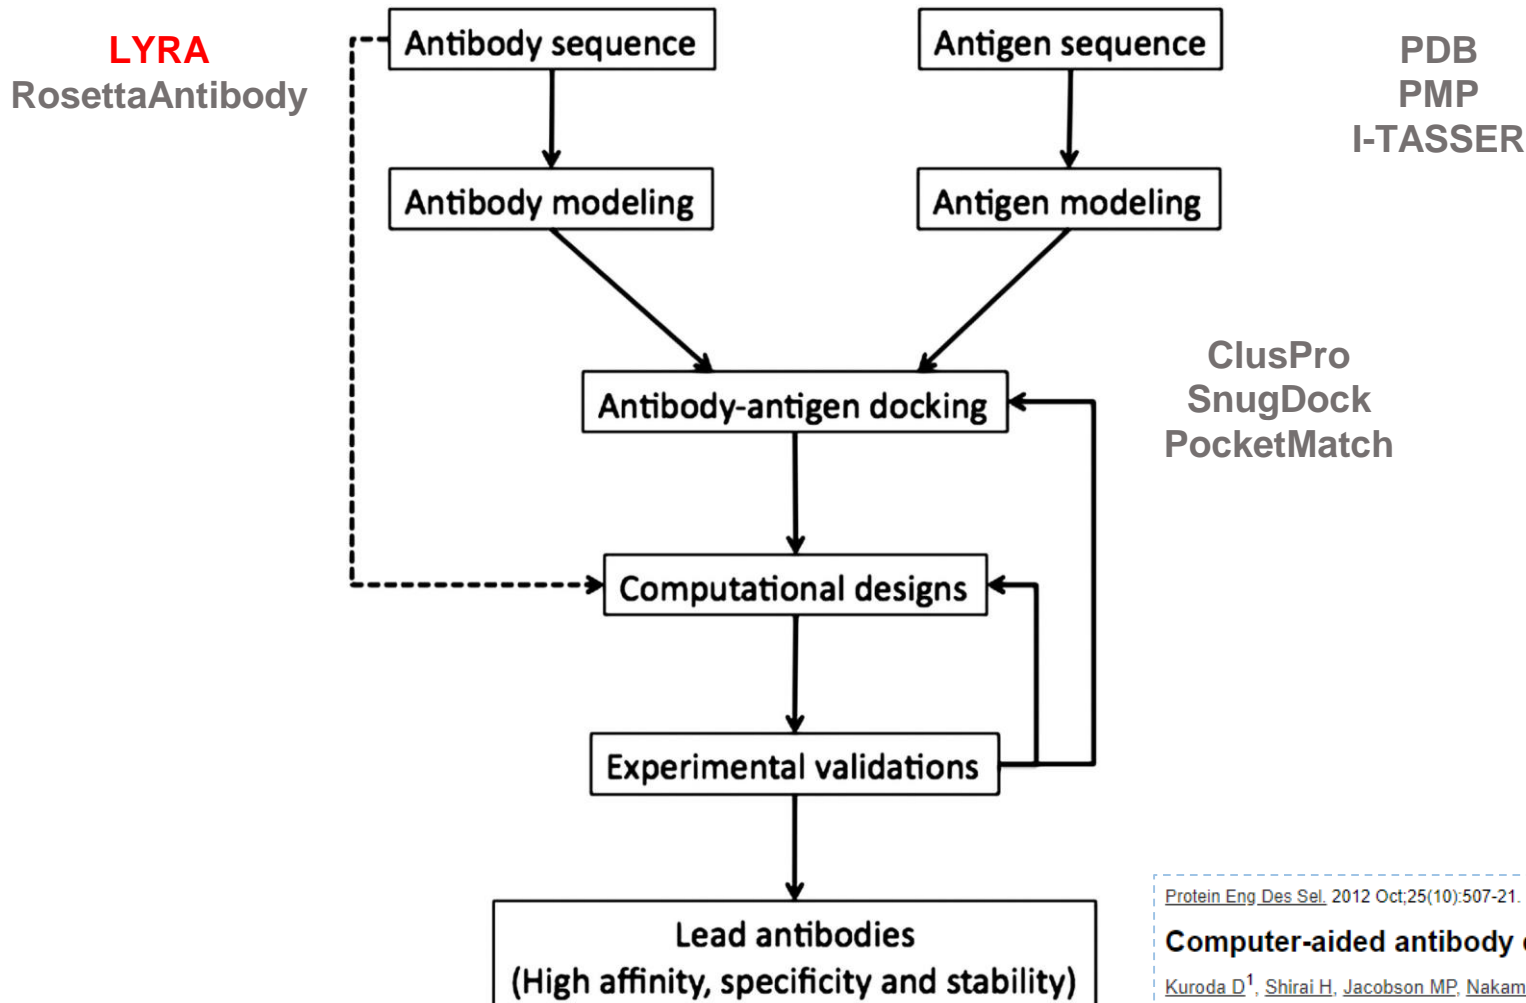 LYRA
RosettaAntibody
Antibody sequence
Antigen sequence
PDB
PMP
I-TASSER
Antibody modeling
Antigen modeling
ClusPro
SnugDock
PocketMatch
Antibody-antigen docking
Computational designs
Experimental validations
Lead antibodies
(High affinity, specificity and stability)
Protein Eng Des Sel. 2012 Oct;25(10):507-21.
Computer-aided antibody
Kuroda D1, Shirai H, Jacobson MP, Nakam